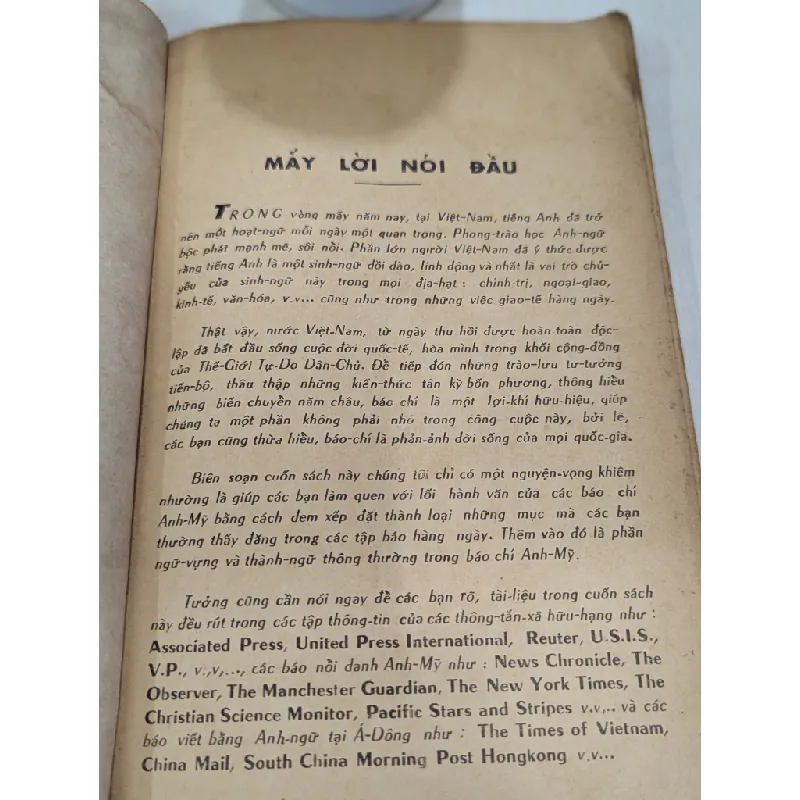 MẤY LỜI NÓI ĐẦU
TRONG vòng mấy năm nay, tại Việt-Nam, tiếng Anh đã trở
nên một hoạt-ngữ mỗi ngày một quan trọng. Phong-trào học Anh-ngữ
bộc phát mạnh mẽ, sôi nổi. Phần lớn người Việt-Nam đã ý thức được
rằng tiếng Anh là một sinh-ngữ dồi dào, linh động và nhất là vai trò chủ-
yếu của sinh-ngữ này trong mọi địa-hạt : chính-trị, ngoại-giao,
kinh-tế, văn-hóa, v.v... cũng như trong những việc giao-tế hàng ngày.
Thật vậy, nước Việt-Nam, từ ngày thu hồi được hoàn-toàn độc-
lập đã bắt đầu sống cuộc đời quốc-tế, hòa mình trong khối cộng-đồng
của Thế-Giới Tự-Do Dân-Chủ. Để tiếp đón những trào-lưu tư-tưởng
tiến-bộ, thâu thập những kiến-thức tân kỳ bốn phương, thông hiểu
những biến chuyển năm châu, báo chí là một lợi-khí hữu-hiệu, giúp
chúng ta một phần không phải nhỏ trong công cuộc này, bởi lẽ,
các bạn cũng thừa hiểu, báo-chí là phản-ảnh đời sống của mọi quốc-gia.
Biên soạn cuốn sách này chúng tôi chỉ có một nguyện-vọng khiêm
nhường là giúp các bạn làm quen với lối hành văn của các báo chí
Anh-Mỹ bằng cách đem xếp đặt thành loại những mục mà các bạn
thường thấy đăng trong các tập báo hàng ngày. Thêm vào đó là phần
ngữ-vựng và thành-ngữ thông thường trong báo chí Anh-Mỹ.
Tưởng cũng cần nói ngay để các bạn rõ, tài-liệu trong cuốn sách
này đều rút trong các tập thông-tin của các thông-tấn-xã hữu-hạng như :
Associated Press, United Press International, Reuter, U.S.I.S.,
V.P., v.,v,..., các báo nổi danh Anh-Mỹ như : News Chronicle, The
Observer, The Manchester Guardian, The New York Times, The
Christian Science Monitor, Pacific Stars and Stripes v.v... và các
báo viết bằng Anh-ngữ tại Á-Đông như : The Times of Vietnam,
China Mail, South China Morning Post Hongkong v.v...